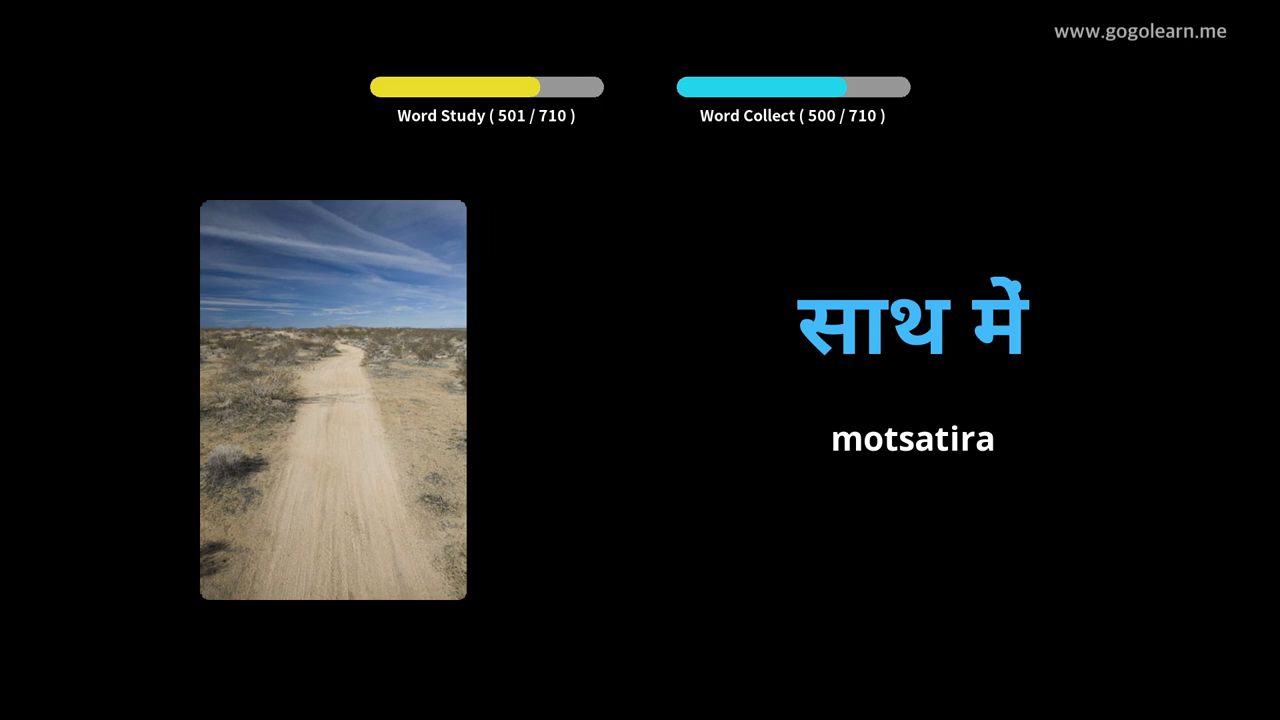 www.gogolearn.me
Word Study ( 501 / 710 )
Word Collect ( 500 / 710 )
साथ में
motsatira